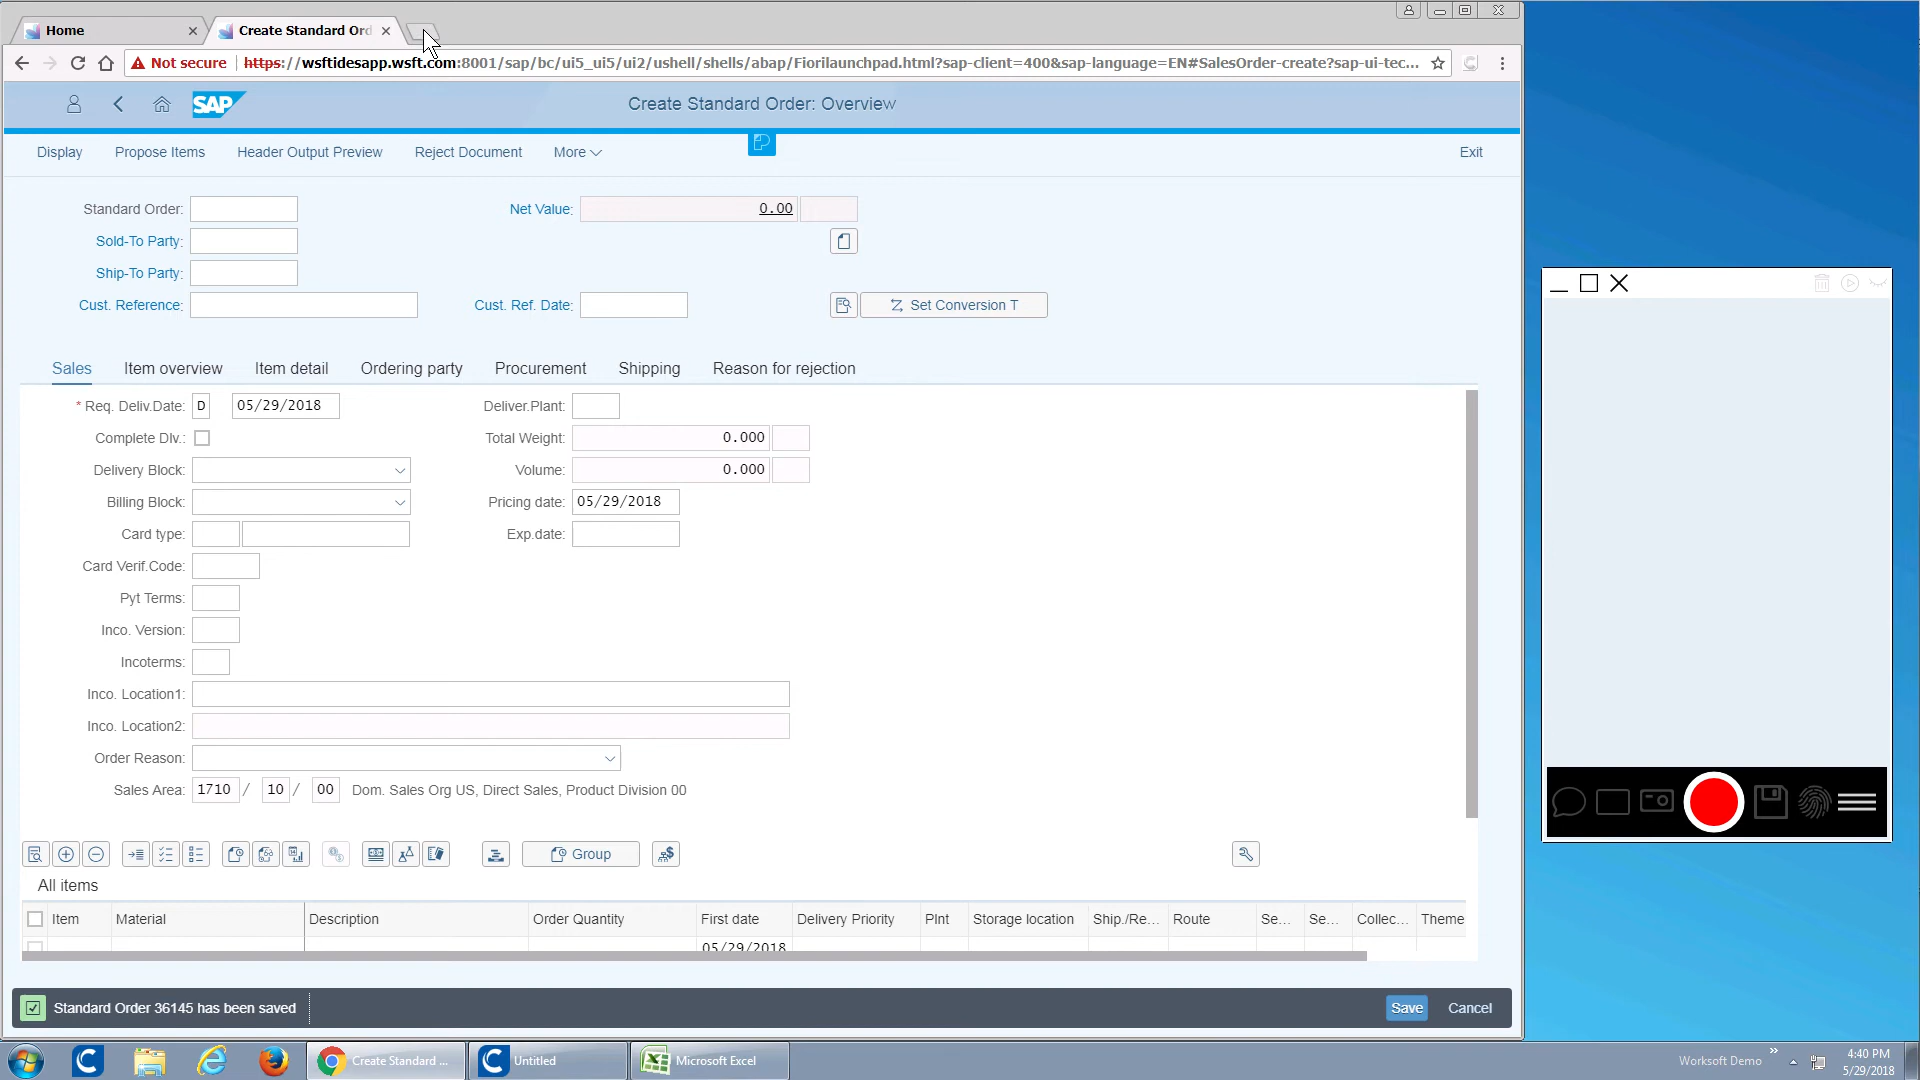 Home
Create Standard Ord
Not secure | https://wsftidesapp.wsft.com:8001/sap/bc/ui5_ui5/ui2/ushell/shells/abap/Fiorilaunchpad.html?sap-client=400&sap-language=EN#SalesOrder-create?sap-ui-tec...
SAP
Create Standard Order: Overview
Display Propose Items Header Output Preview Reject Document More Exit
Standard Order: Net Value: 0.00
Sold-To Party:
Ship-To Party:
Cust. Reference: Cust. Ref. Date: Set Conversion T
Sales Item overview Item detail Ordering party Procurement Shipping Reason for rejection
* Req. Deliv.Date: D 05/29/2018 Deliver.Plant:
Complete Dlv.: Total Weight: 0.000
Delivery Block: Volume: 0.000
Billing Block: Pricing date: 05/29/2018
Card type: Exp.date:
Card Verif.Code:
Pyt Terms:
Inco. Version:
Incoterms:
Inco. Location1:
Inco. Location2:
Order Reason:
Sales Area: 1710 / 10 / 00 Dom. Sales Org US, Direct Sales, Product Division 00
Group
All items
Item Material Description Order Quantity First date Delivery Priority Plnt Storage location Ship./Re... Route Se... Se... Collec... Theme
05/29/2018
Standard Order 36145 has been saved Save Cancel
Create Standard ... Untitled Microsoft Excel Worksoft Demo » 4:40 PM
5/29/2018